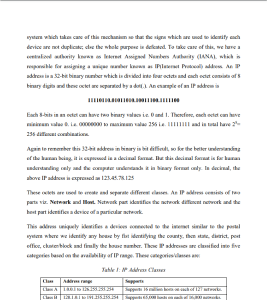 system which takes care of this mechanism so that the signs which are used to identify each
device are not duplicate; else the whole purpose is defeated. To take care of this, we have a
centralized authority known as Internet Assigned Numbers Authority (IANA), which is
responsible for assigning a unique number known as IP(Internet Protocol) address. An IP
address is a 32-bit binary number which is divided into four octets and each octet consists of 8
binary digits and these octet are separated by a dot(.). An example of an IP address is
11110110.01011010.10011100.1111100
Each 8-bits in an octet can have two binary values i.e. 0 and 1. Therefore, each octet can have
minimum value 0. i.e. 00000000 to maximum value 256 i.e. 11111111 and in total have 2⁸=
256 different combinations.
Again to remember this 32-bit address in binary is bit difficult, so for the better understanding
of the human being, it is expressed in a decimal format. But this decimal format is for human
understanding only and the computer understands it in binary format only. In decimal, the
above IP address is expressed as 123.45.78.125
These octets are used to create and separate different classes. An IP address consists of two
parts viz. Network and Host. Network part identifies the network different network and the
host part identifies a device of a particular network.
This address uniquely identifies a device connected to the internet similar to the postal
system where we identify any house by fist identifying the county, then state, district, post
office, cluster/block and finally the house number. These IP addresses are classified into five
categories based on the availability of IP range. These categories/classes are:
Table 1. IP Address Classes
Class Address range Supports
Class A 1.0.0.1 to 126.255.255.254 Supports 16 million hosts on each of 127 networks.
Class B 128.1.0.1 to 191.255.255.254 Supports 65,000 hosts on each of 16,000 networks.